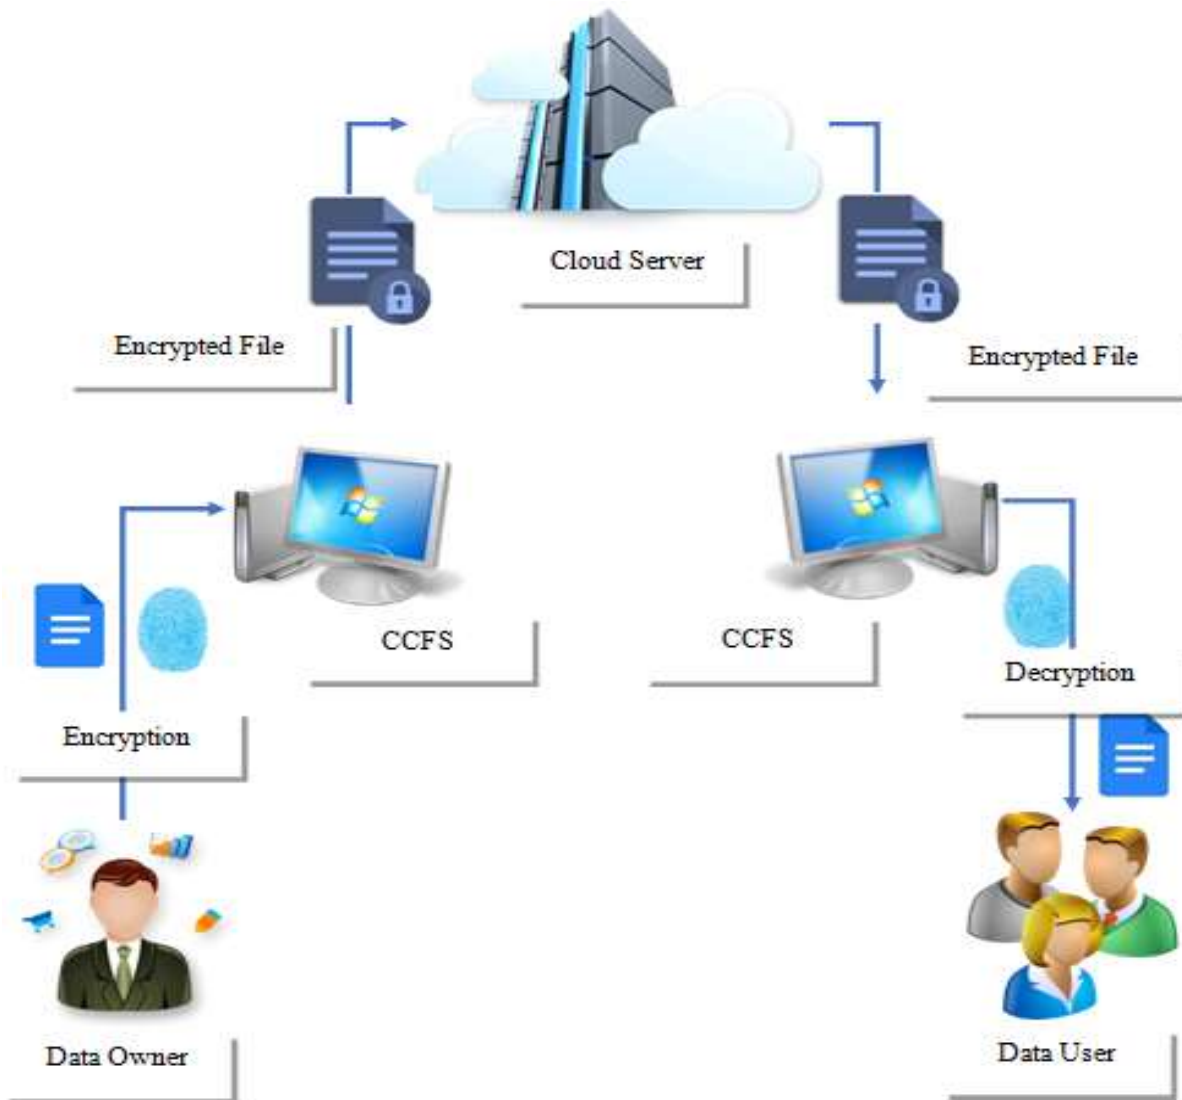 Cloud Server
Encrypted File
Encrypted File
CCFS
CCFS
Encryption
Decryption
Data Owner
Data User